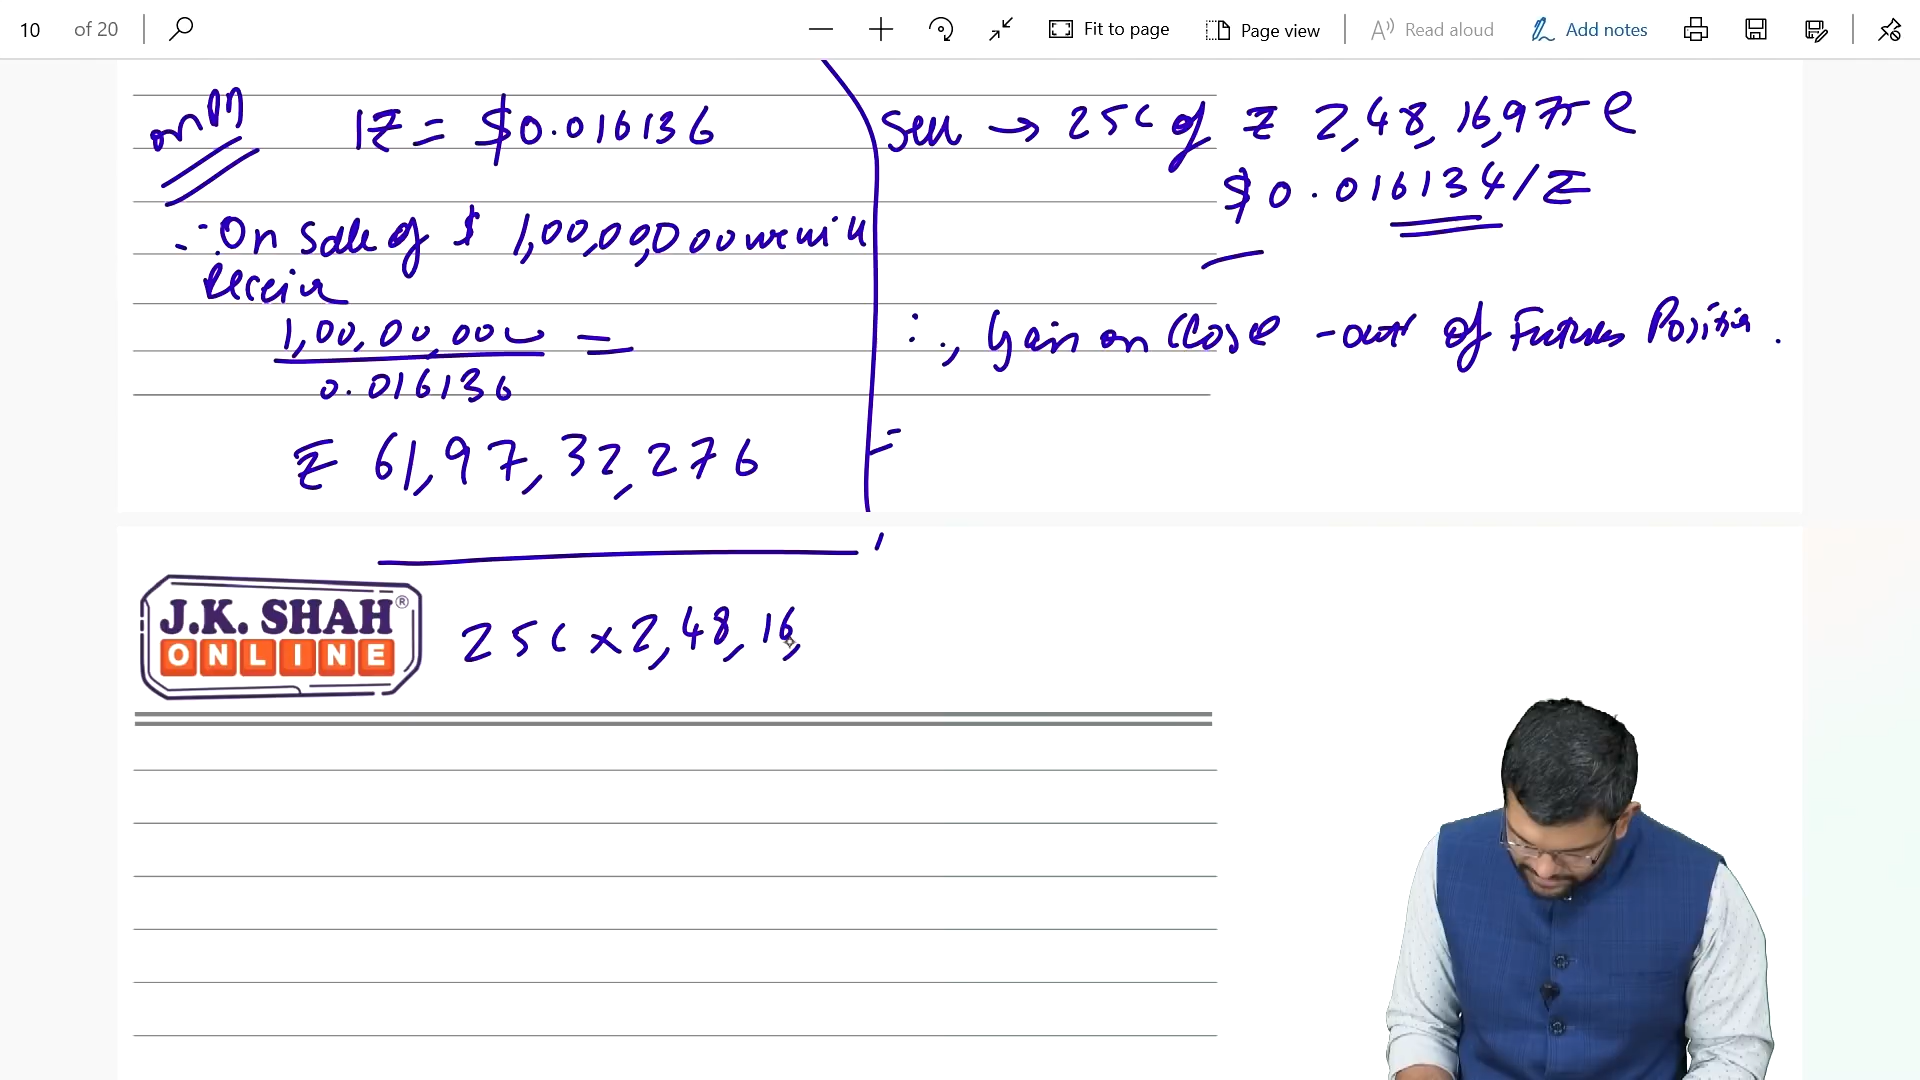 10 of 20 Fit to page Page view Read aloud Add notes
on M 1₹ = $0.016136
∴ On sale of $ 1,00,00,000 we will
receive
1,00,00,000 =
0.016136
₹ 61,97,32,276
Sell → 25C of ₹ 2,48,16,975 @
$0.016134/₹
∴, Gain on Close-out of Futures Position.
=
J.K. SHAH®
ONLINE
25C × 2,48,16,